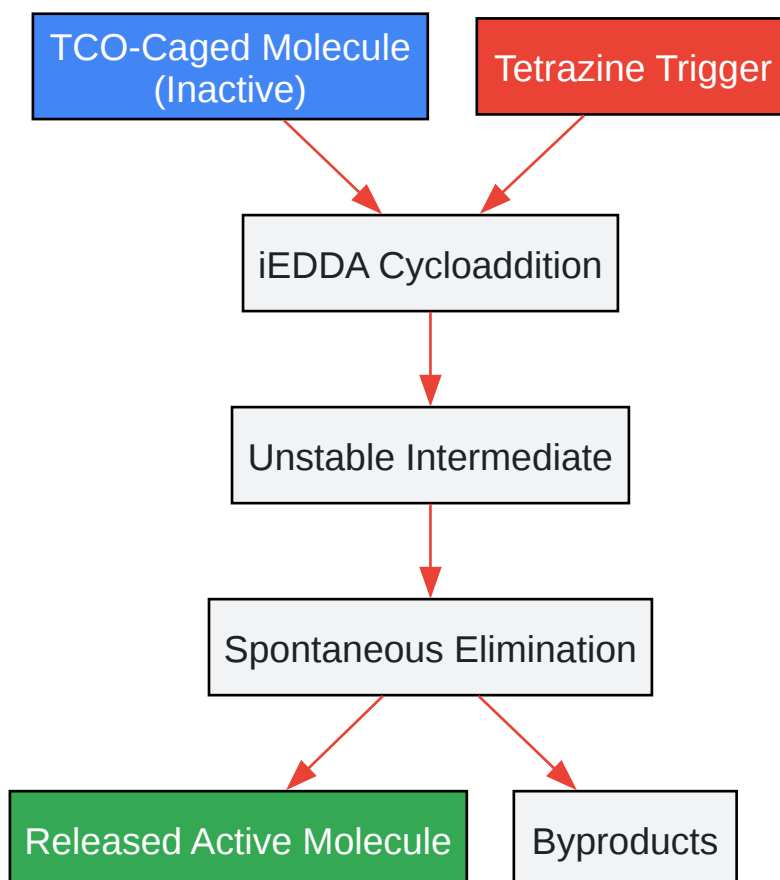 TCO-Caged Molecule
(Inactive)
Tetrazine Trigger
iEDDA Cycloaddition
Unstable Intermediate
Spontaneous Elimination
Released Active Molecule
Byproducts